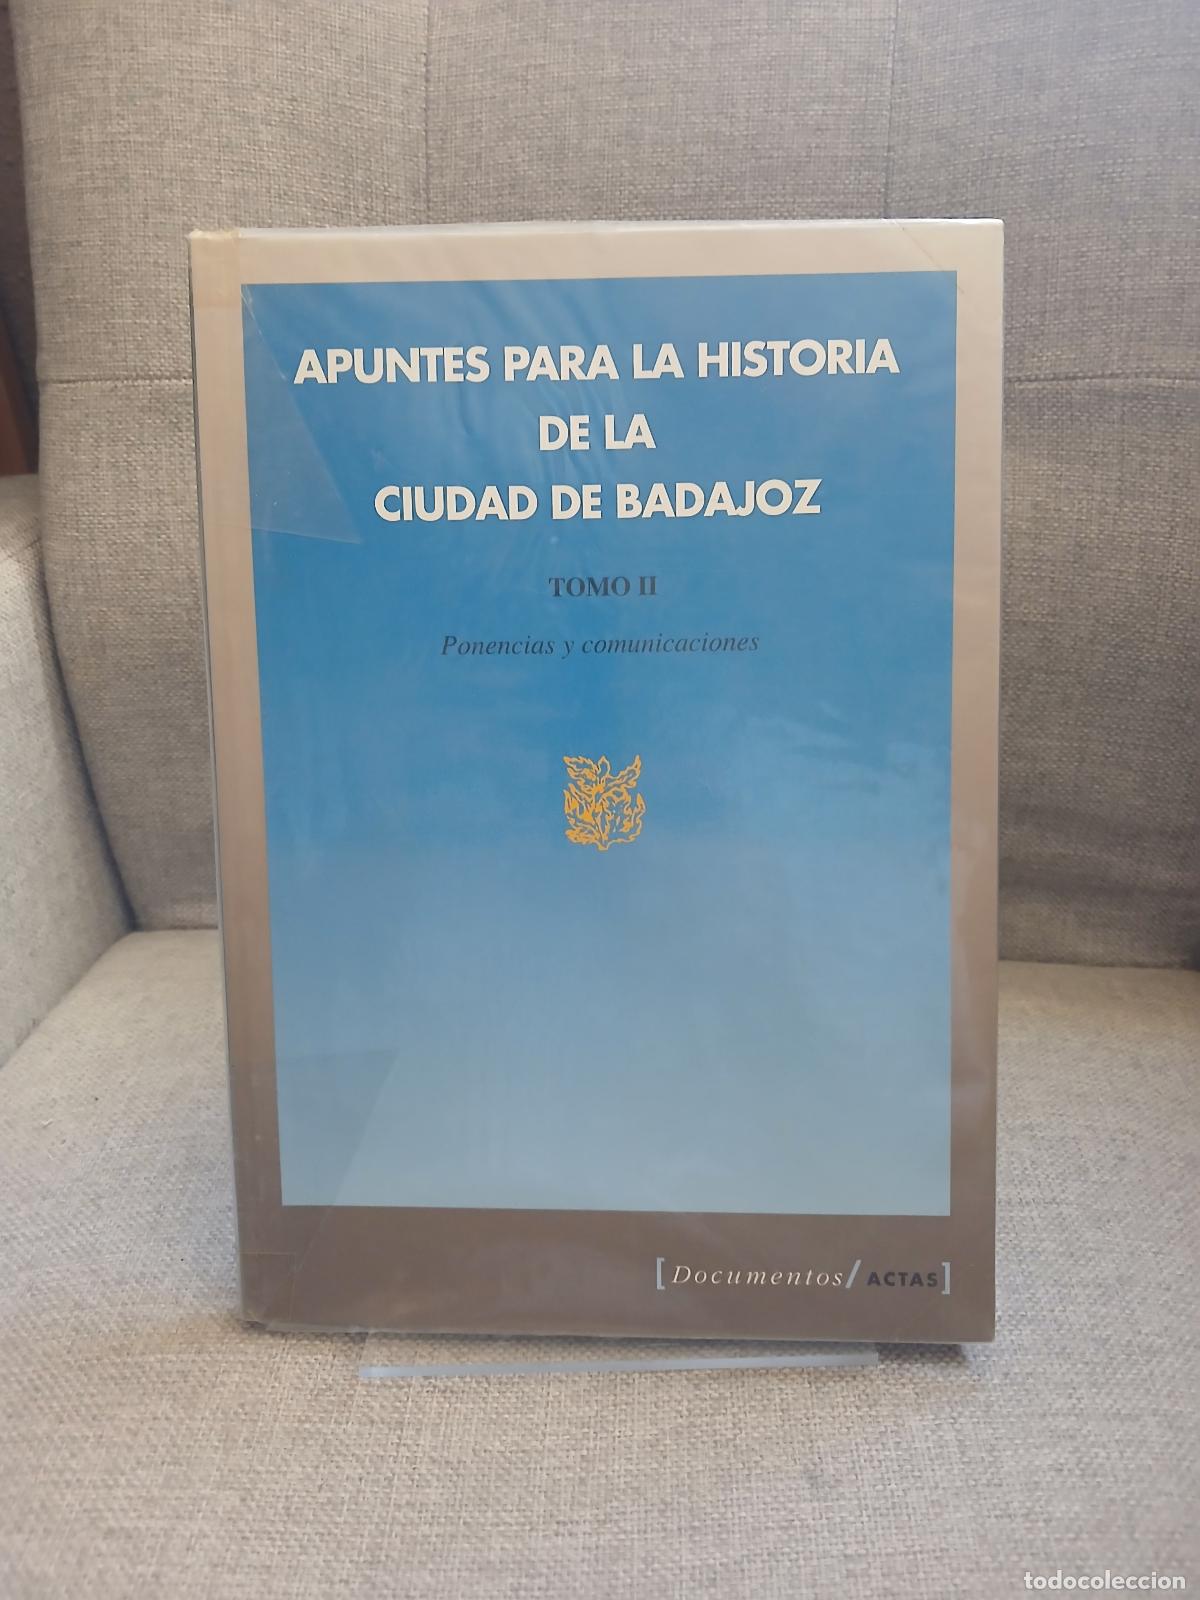 APUNTES PARA LA HISTORIA
DE LA
CIUDAD DE BADAJOZ
TOMO II
Ponencias y comunicaciones
[Documentos/ACTAS]
todocoleccion